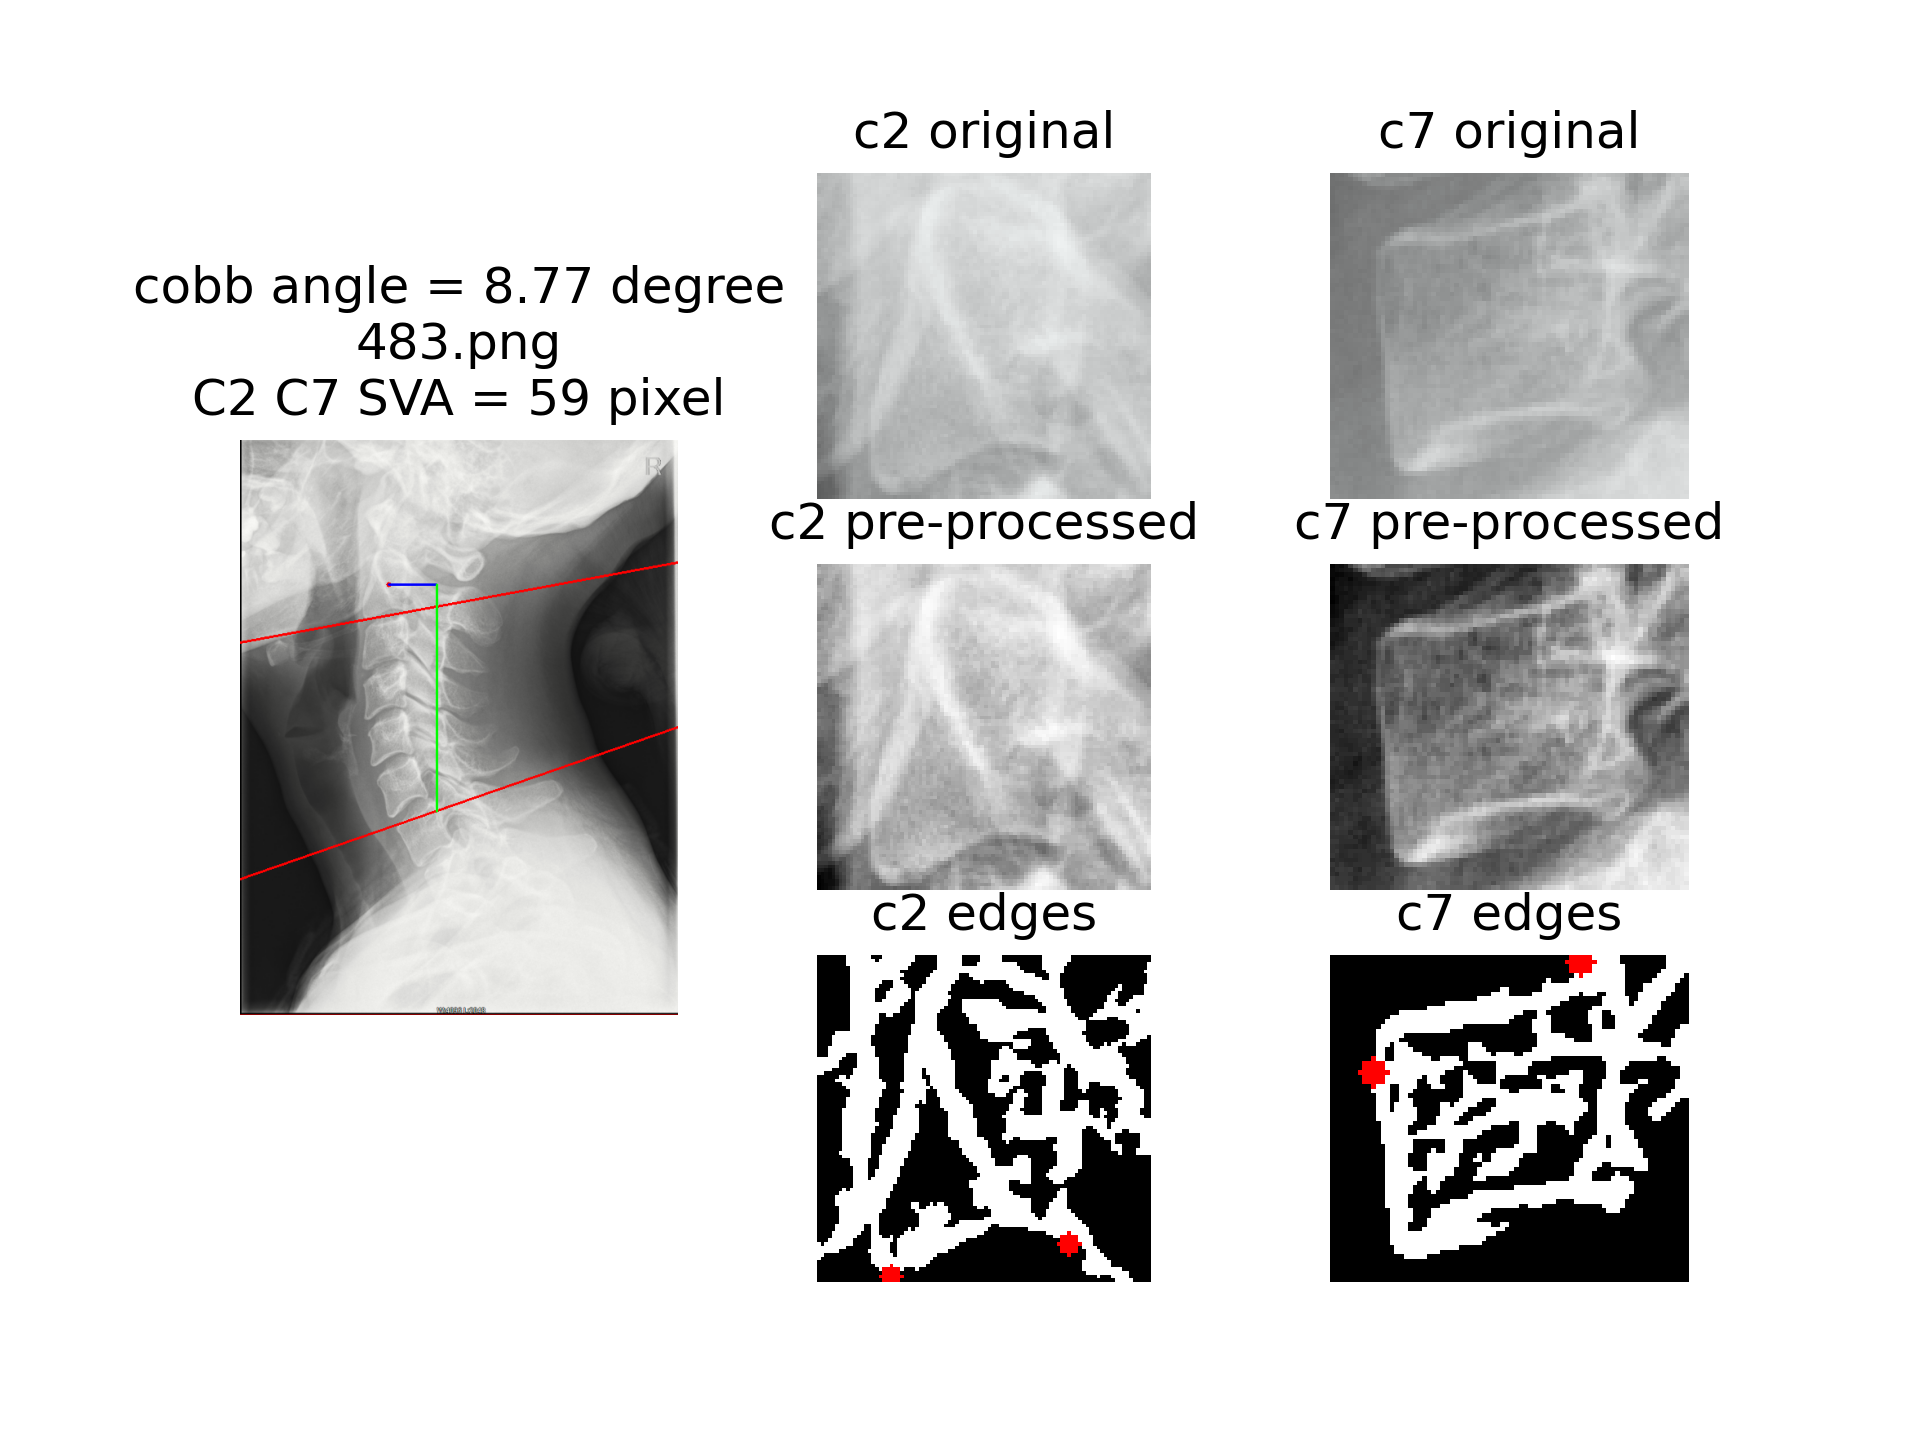 cobb angle = 8.77 degree
483.png
C2 C7 SVA = 59 pixel
R
c2 original
c7 original
c2 pre-processed
c7 pre-processed
c2 edges
c7 edges